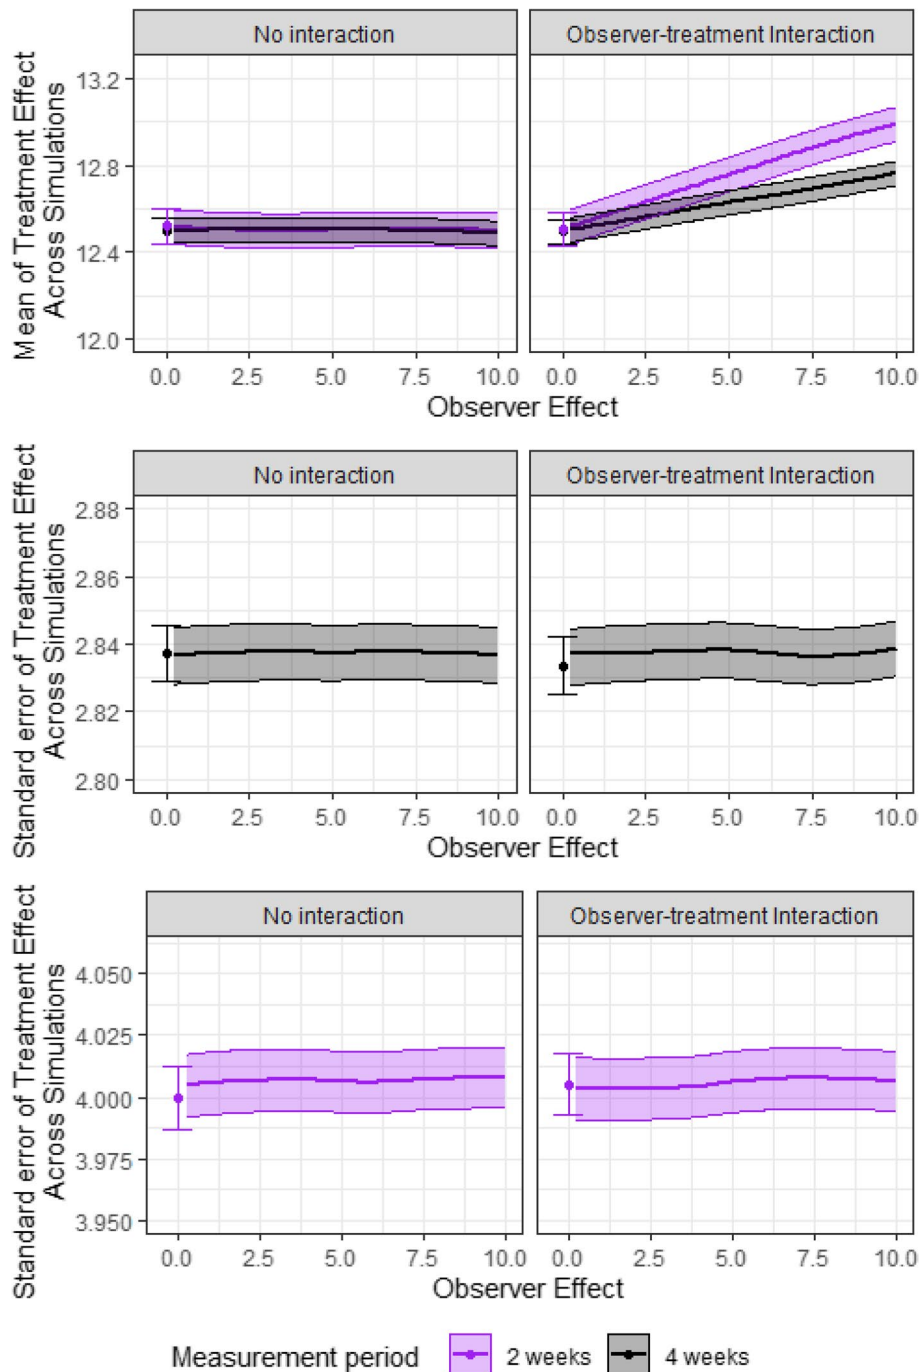 No interaction
Observer-treatment Interaction
Mean of Treatment Effect
Across Simulations
13.2
12.8
12.4
12.0
0.0 2.5 5.0 7.5 10.0
0.0 2.5 5.0 7.5 10.0
Observer Effect
No interaction
Observer-treatment Interaction
Standard error of Treatment Effect
Across Simulations
2.88
2.86
2.84
2.82
2.80
0.0 2.5 5.0 7.5 10.0
0.0 2.5 5.0 7.5 10.0
Observer Effect
No interaction
Observer-treatment Interaction
Standard error of Treatment Effect
Across Simulations
4.050
4.025
4.000
3.975
3.950
0.0 2.5 5.0 7.5 10.0
0.0 2.5 5.0 7.5 10.0
Observer Effect
Measurement period 2 weeks 4 weeks